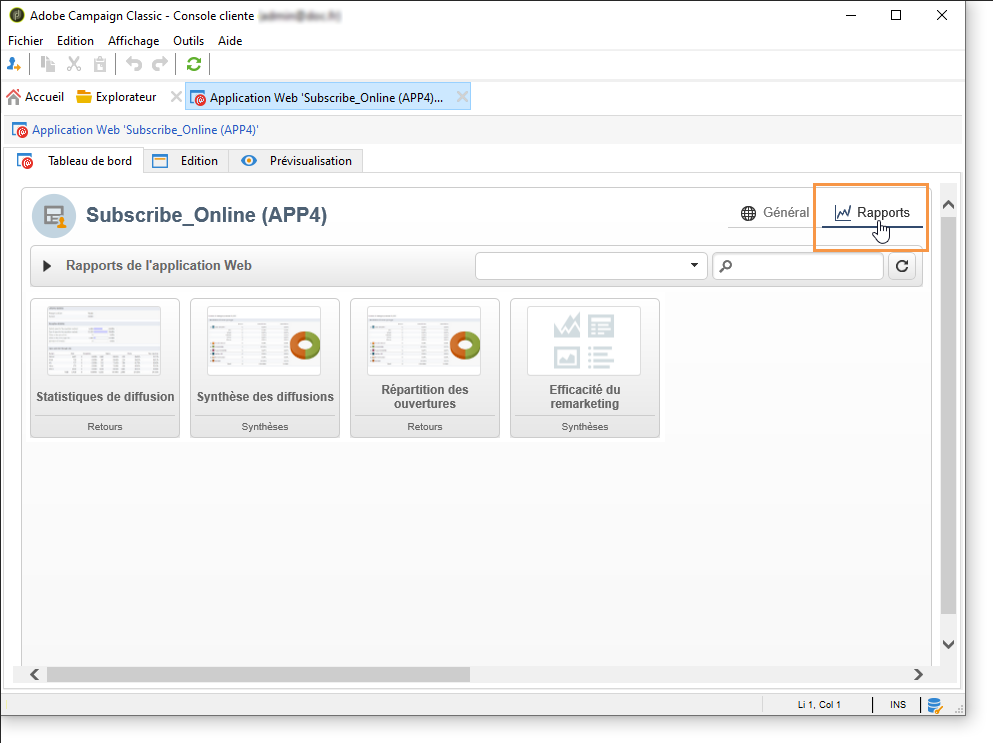 Adobe Campaign Classic - Console cliente
Fichier Edition Affichage Outils Aide
Accueil Explorateur Application Web 'Subscribe_Online (APP4)...
Application Web 'Subscribe_Online (APP4)'
Tableau de bord Edition Prévisualisation
Subscribe_Online (APP4) Général Rapports
Rapports de l'application Web
Statistiques de diffusion
Retours
Synthèse des diffusions
Synthèses
Répartition des
ouvertures
Retours
Efficacité du
remarketing
Synthèses
Li 1, Col 1 INS